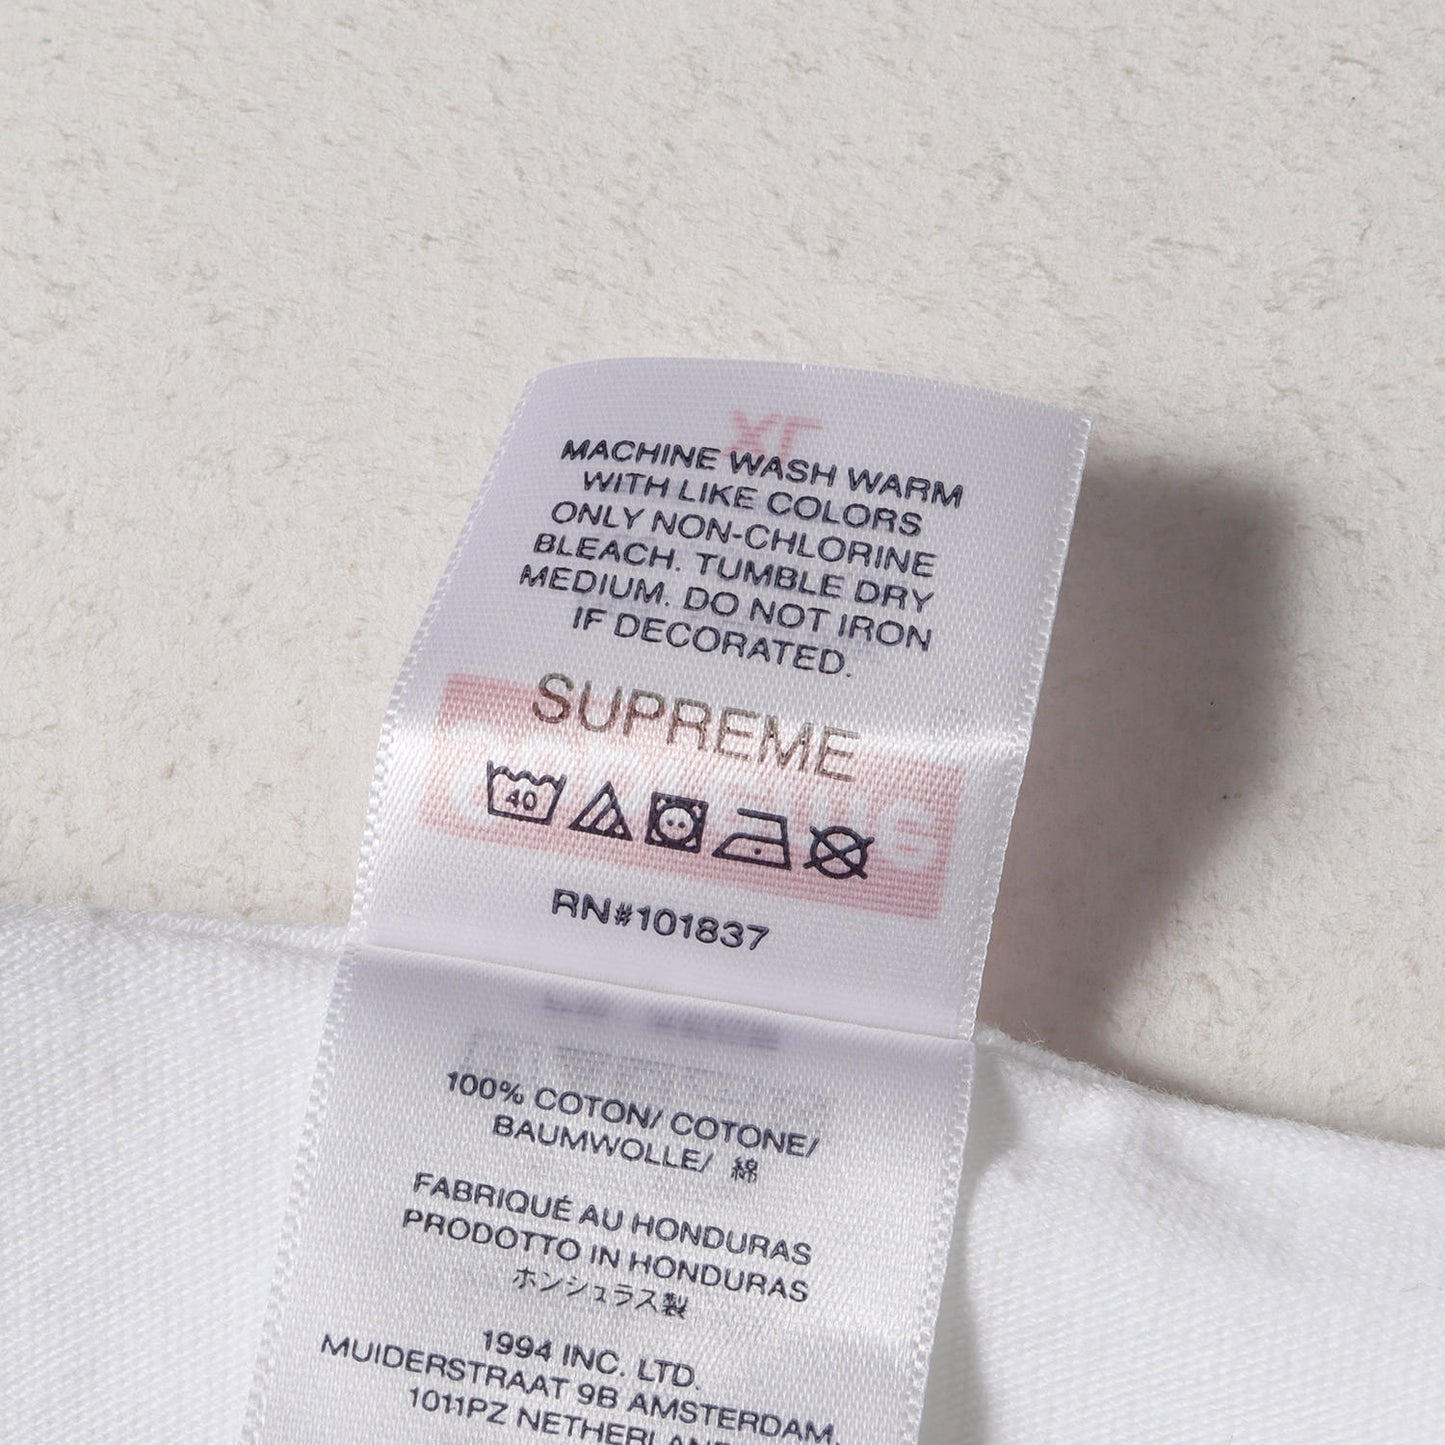 MACHINE WASH WARM
WITH LIKE COLORS
ONLY NON-CHLORINE
BLEACH. TUMBLE DRY
MEDIUM. DO NOT IRON
IF DECORATED.
SUPREME
40
RN#101837
100% COTON/ COTONE/
BAUMWOLLE/ 綿
FABRIQUÉ AU HONDURAS
PRODOTTO IN HONDURAS
ホンジュラス製
1994 INC. LTD.
MUIDERSTRAAT 9B AMSTERDAM,
1011PZ